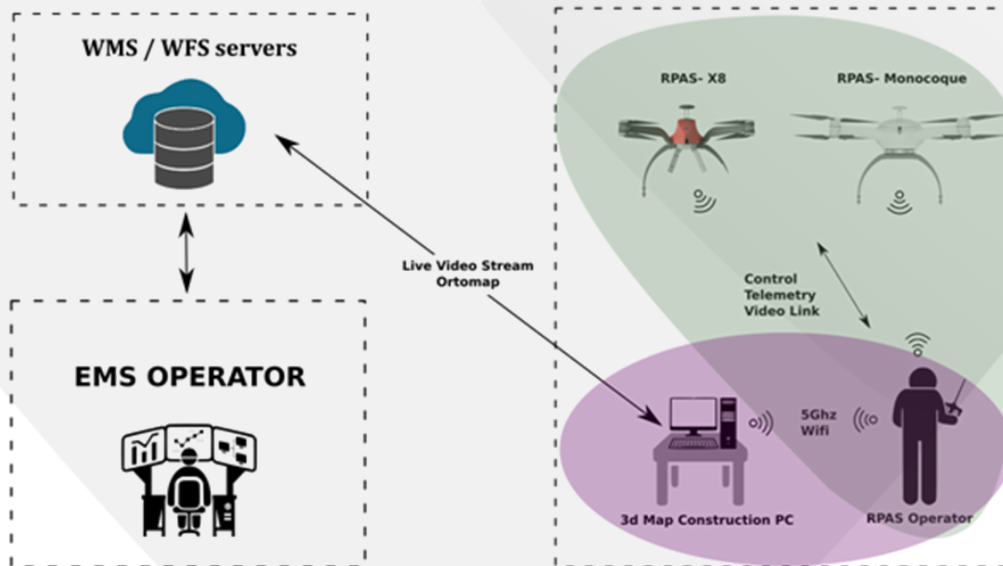 WMS / WFS servers
RPAS- X8
RPAS- Monocoque
Live Video Stream
Ortomap
Control
Telemetry
Video Link
EMS OPERATOR
5Ghz
Wifi
3d Map Construction PC
RPAS Operator